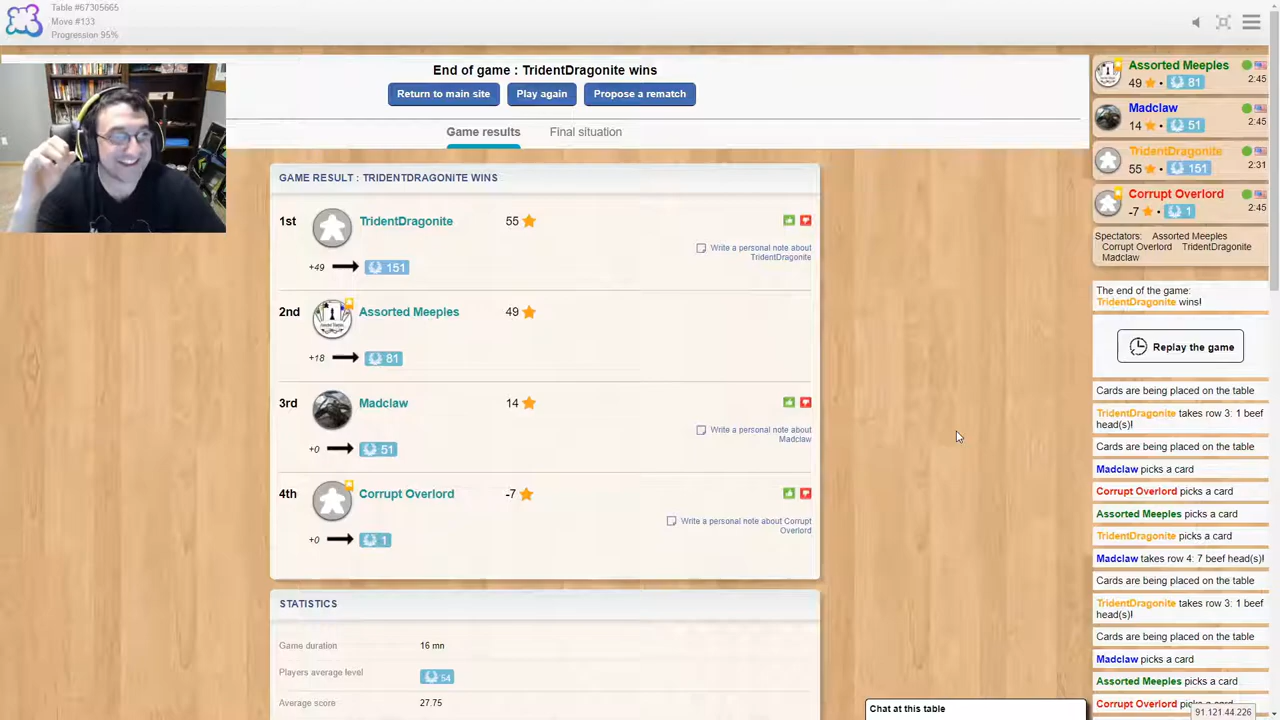 Table #67305665
Move #133
Progression 95%
End of game : TridentDragonite wins
Return to main site
Play again
Propose a rematch
Game results
Final situation
GAME RESULT : TRIDENTDRAGONITE WINS
1st
TridentDragonite
55
Write a personal note about
TridentDragonite
+49
151
2nd
Assorted Meeples
49
+18
81
3rd
Madclaw
14
Write a personal note about
Madclaw
+0
51
4th
Corrupt Overlord
-7
Write a personal note about Corrupt
Overlord
+0
1
STATISTICS
Game duration
16 mn
Players average level
54
Average score
27.75
Assorted Meeples
49 • 81
2:45
Madclaw
14 • 51
2:45
TridentDragonite
55 • 151
2:31
Corrupt Overlord
-7 • 1
2:45
Spectators: Assorted Meeples
Corrupt Overlord TridentDragonite
Madclaw
The end of the game:
TridentDragonite wins!
Replay the game
Cards are being placed on the table
TridentDragonite takes row 3: 1 beef
head(s)!
Cards are being placed on the table
Madclaw picks a card
Corrupt Overlord picks a card
Assorted Meeples picks a card
TridentDragonite picks a card
Madclaw takes row 4: 7 beef head(s)!
Cards are being placed on the table
TridentDragonite takes row 3: 1 beef
head(s)!
Cards are being placed on the table
Madclaw picks a card
Assorted Meeples picks a card
Corrupt Overlord picks a card
91.121.44.226
Chat at this table